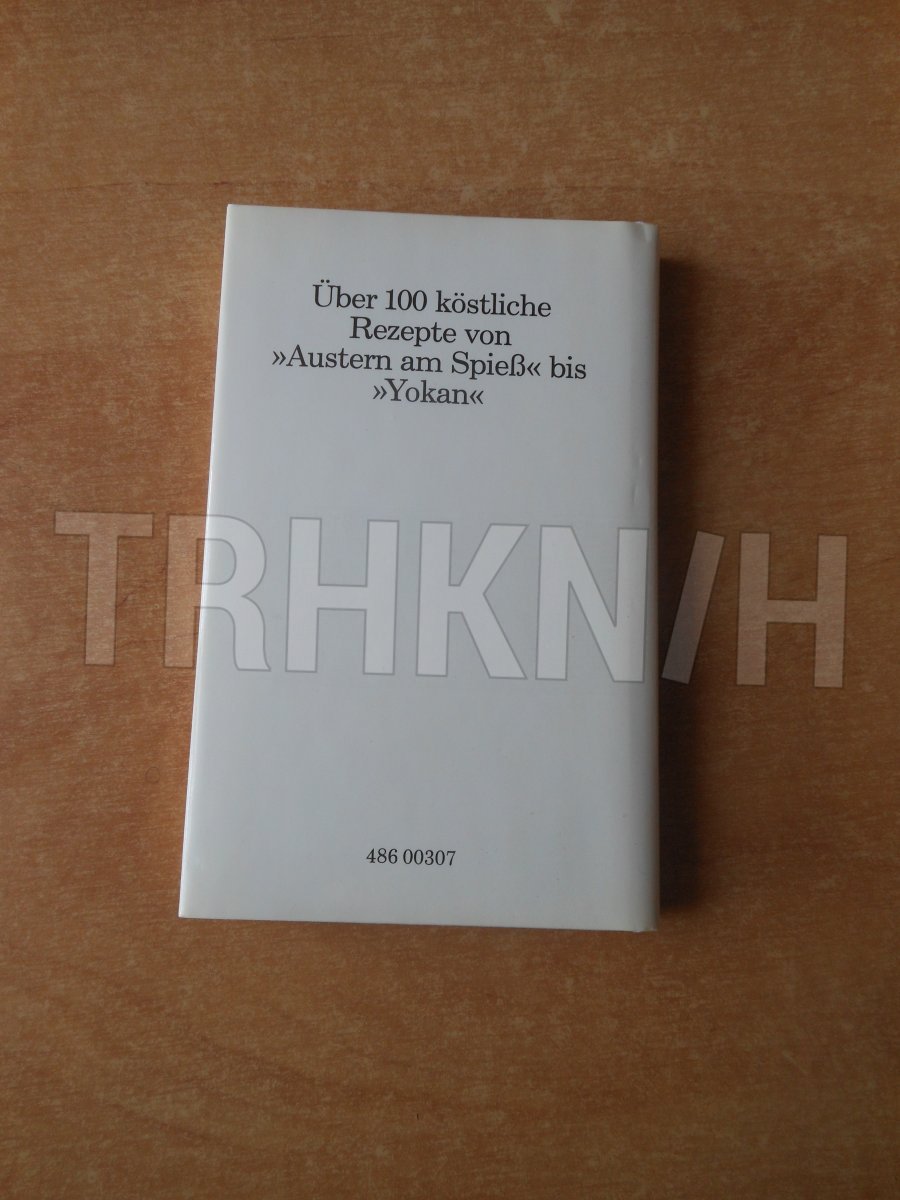 Über 100 köstliche
Rezepte von
»Austern am Spieß« bis
»Yokan«
TRHKN/H
486 00307